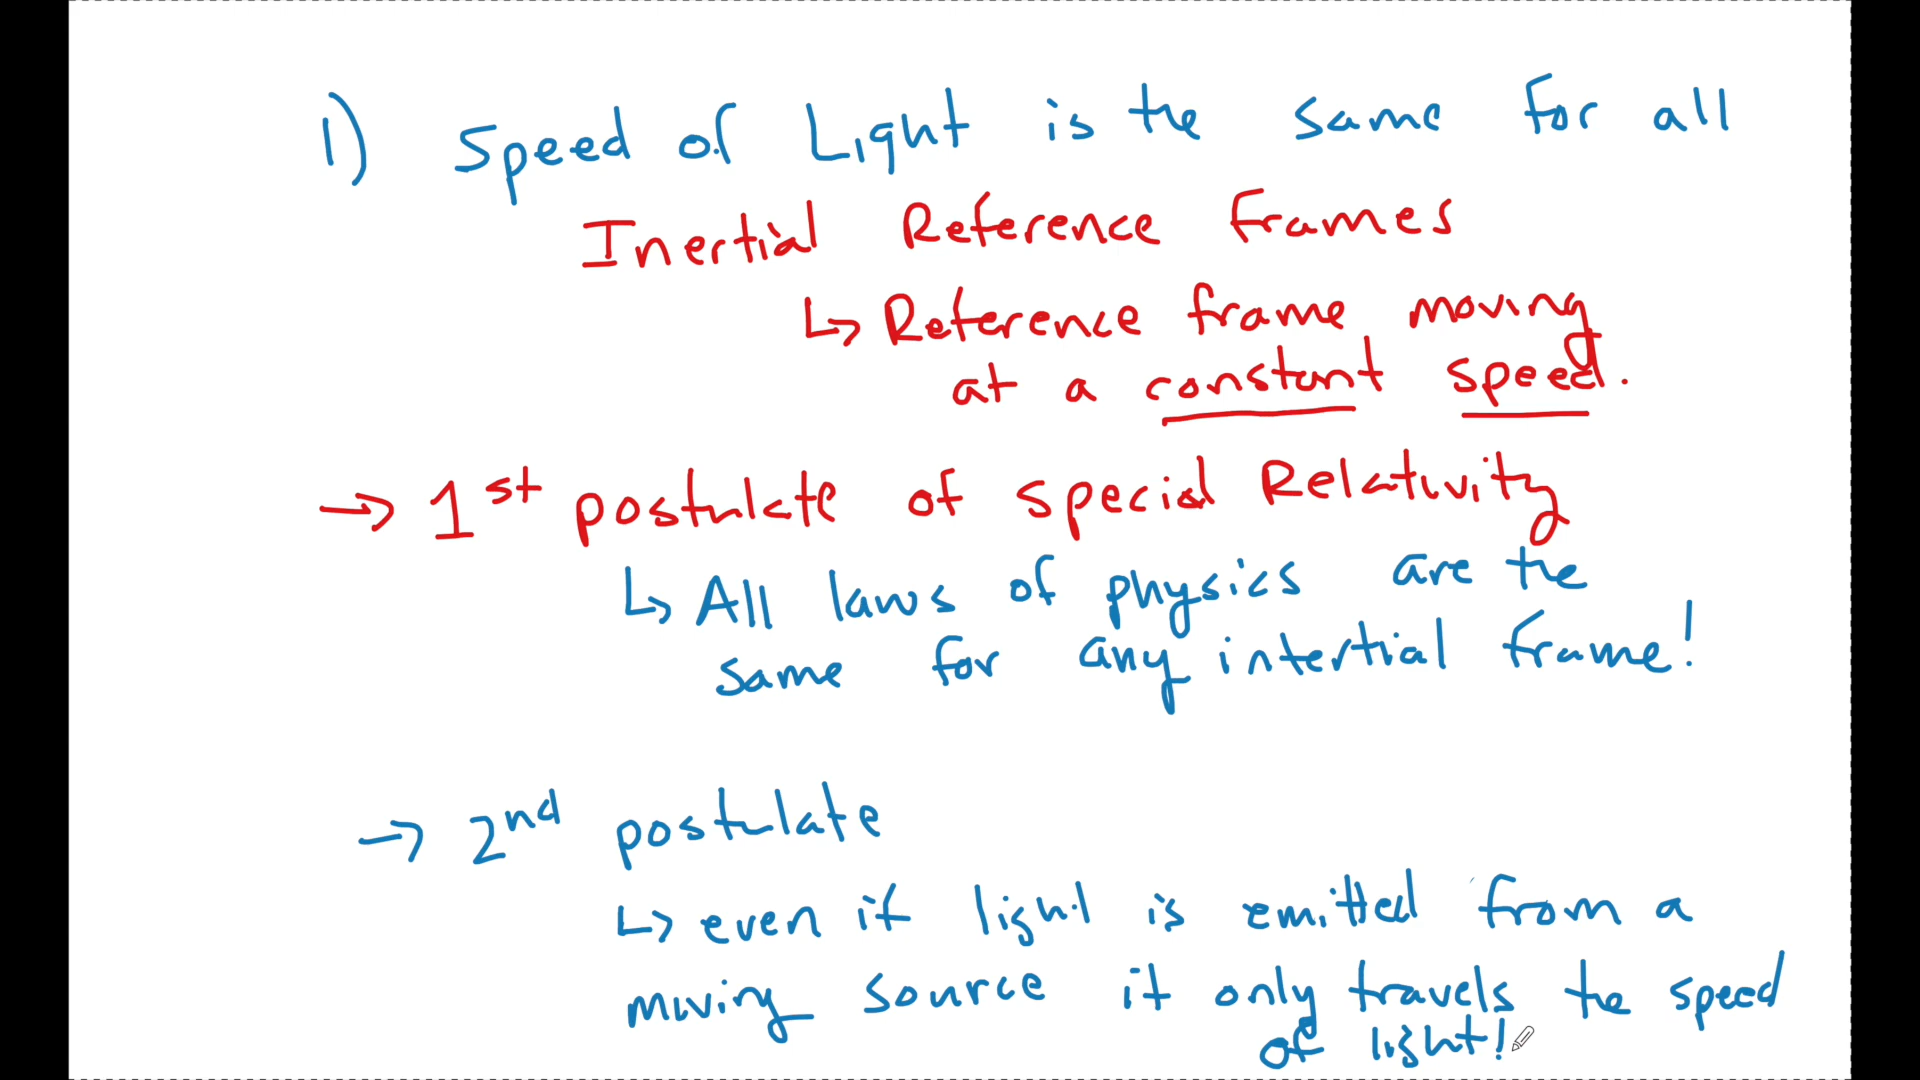 1) Speed of Light is the same for all
Inertial Reference Frames
↳ Reference frame moving
at a constant speed.
→ 1st postulate of special Relativity
↳ All laws of physics are the
same for any intertial frame!
→ 2nd postulate
↳ even if light is emitted from a
moving source it only travels the speed
of light!